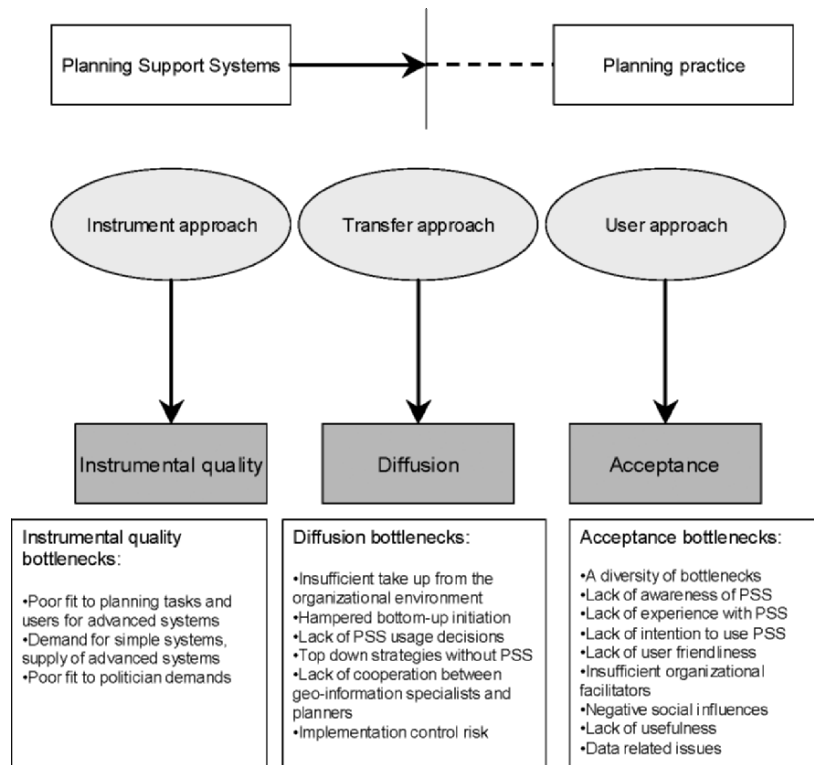 Planning Support Systems
Planning practice
Instrument approach
Transfer approach
User approach
Instrumental quality
Diffusion
Acceptance
Instrumental quality
bottlenecks:
•Poor fit to planning tasks and
users for advanced systems
•Demand for simple systems,
supply of advanced systems
•Poor fit to politician demands
Diffusion bottlenecks:
•Insufficient take up from the
organizational environment
•Hampered bottom-up initiation
•Lack of PSS usage decisions
•Top down strategies without PSS
•Lack of cooperation between
geo-information specialists and
planners
•Implementation control risk
Acceptance bottlenecks:
•A diversity of bottlenecks
•Lack of awareness of PSS
•Lack of experience with PSS
•Lack of intention to use PSS
•Lack of user friendliness
•Insufficient organizational
facilitators
•Negative social influences
•Lack of usefulness
•Data related issues